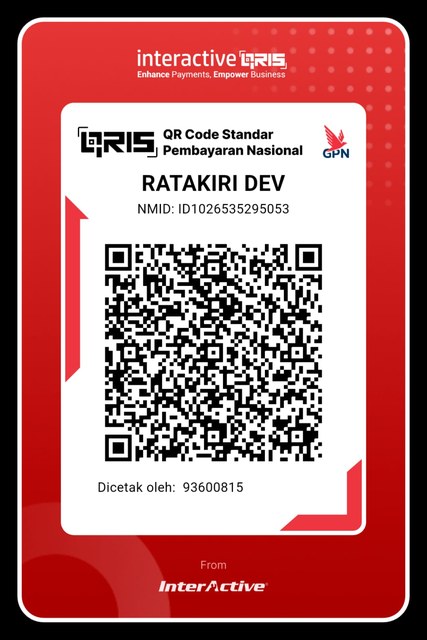 interactive QRIS
Enhance Payments, Empower Business
QRIS
QR Code Standar
Pembayaran Nasional
GPN
RATAKIRI DEV
NMID: ID1026535295053
Dicetak oleh: 93600815
From
InterActive